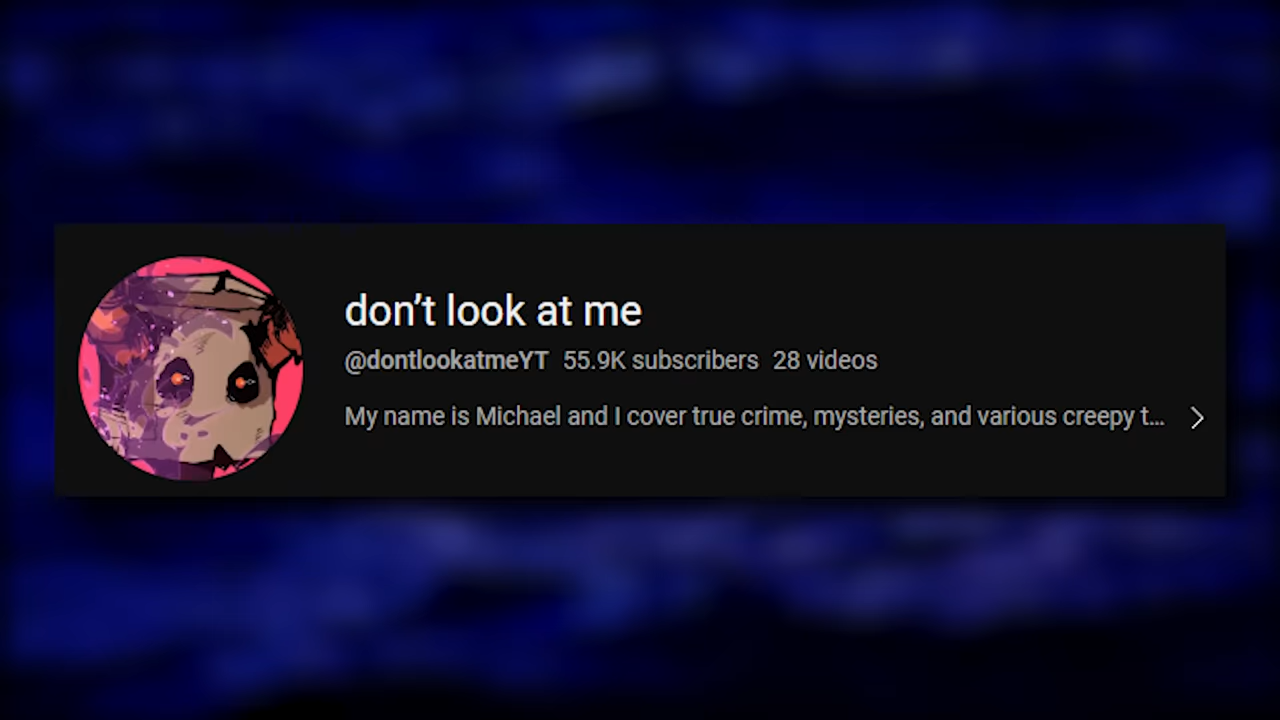 don’t look at me
@dontlookatmeYT 55.9K subscribers 28 videos
My name is Michael and I cover true crime, mysteries, and various creepy t...